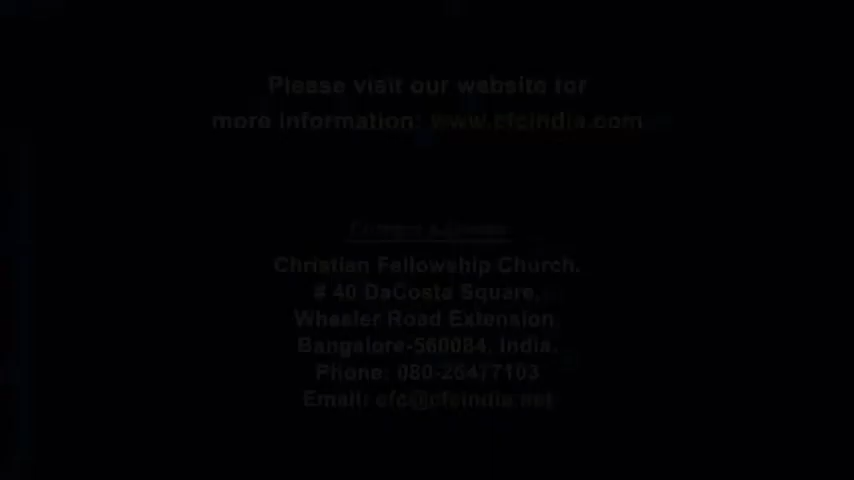 Please visit our website for
more information: www.cfcindia.com
Christian Fellowship Church,
# 40 DaCosta Square,
Wheeler Road Extension,
Bangalore-560084, India.
Phone: 080-25477103
Email: cfc@cfcindia.net